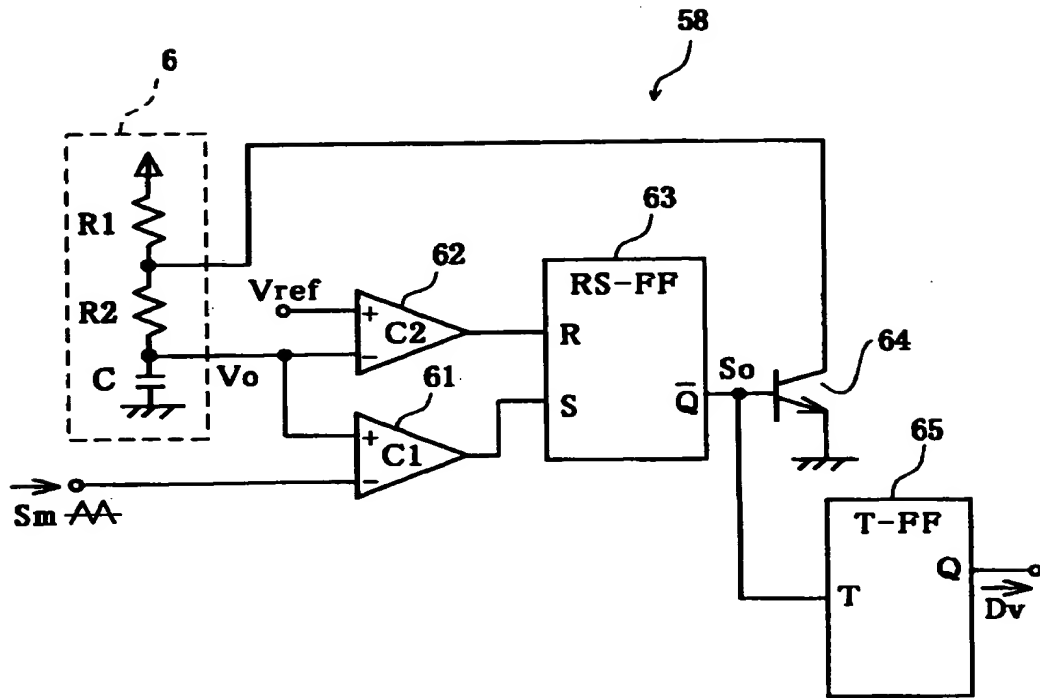 58
6
R1
R2
C
Vo
Vref
62
+
C2
−
61
+
C1
−
Sm
63
RS-FF
R
S
Q̅
So
64
65
T-FF
T
Q
Dv